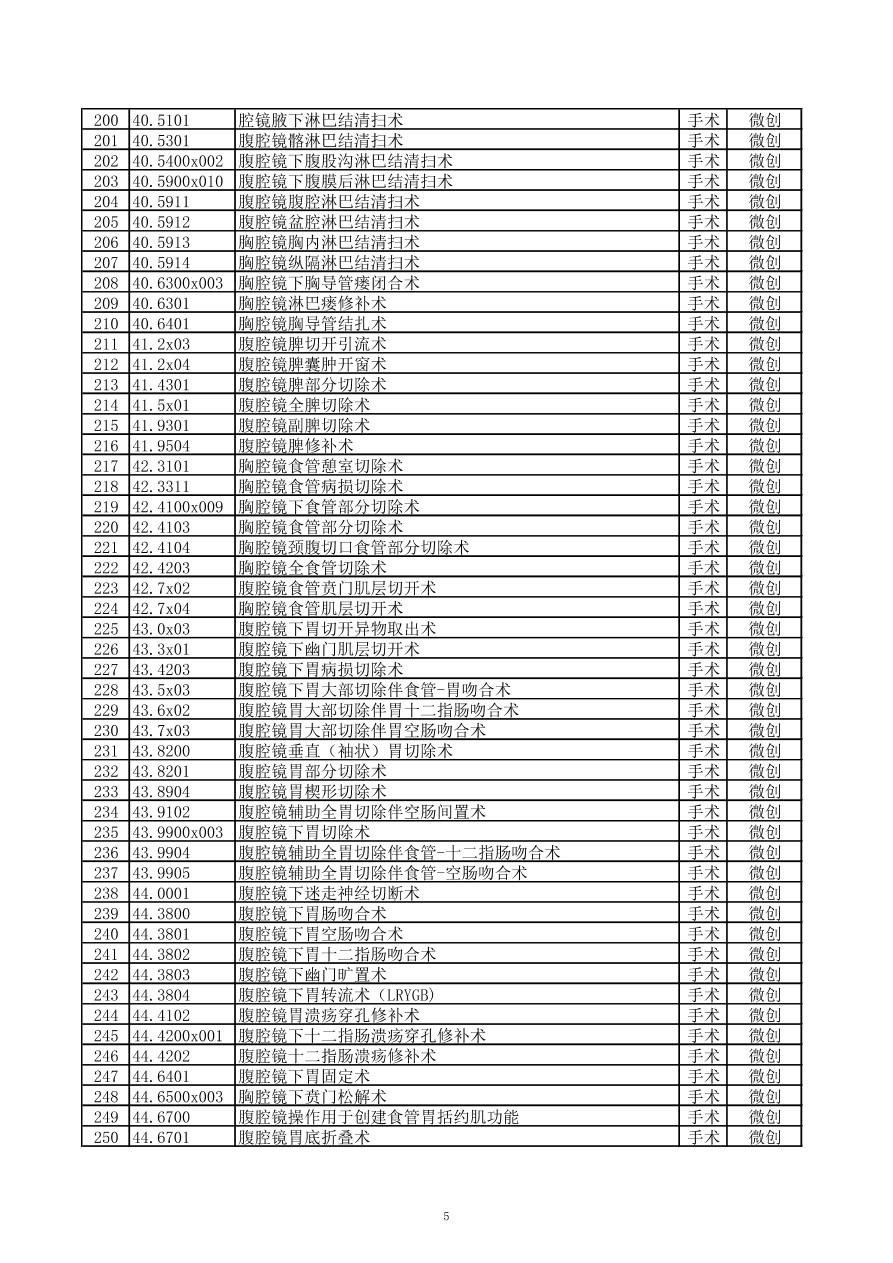 200 40.5101 腔镜腋下淋巴结清扫术 手术 微创
201 40.5301 腹腔镜髂淋巴结清扫术 手术 微创
202 40.5400x002 腹腔镜下腹股沟淋巴结清扫术 手术 微创
203 40.5900x010 腹腔镜下腹膜后淋巴结清扫术 手术 微创
204 40.5911 腹腔镜腹腔淋巴结清扫术 手术 微创
205 40.5912 腹腔镜盆腔淋巴结清扫术 手术 微创
206 40.5913 胸腔镜胸内淋巴结清扫术 手术 微创
207 40.5914 胸腔镜纵隔淋巴结清扫术 手术 微创
208 40.6300x003 胸腔镜下胸导管瘘闭合术 手术 微创
209 40.6301 胸腔镜淋巴瘘修补术 手术 微创
210 40.6401 胸腔镜胸导管结扎术 手术 微创
211 41.2x03 腹腔镜脾切开引流术 手术 微创
212 41.2x04 腹腔镜脾囊肿开窗术 手术 微创
213 41.4301 腹腔镜脾部分切除术 手术 微创
214 41.5x01 腹腔镜全脾切除术 手术 微创
215 41.9301 腹腔镜副脾切除术 手术 微创
216 41.9504 腹腔镜脾修补术 手术 微创
217 42.3101 胸腔镜食管憩室切除术 手术 微创
218 42.3311 胸腔镜食管病损切除术 手术 微创
219 42.4100x009 胸腔镜下食管部分切除术 手术 微创
220 42.4103 胸腔镜食管部分切除术 手术 微创
221 42.4104 胸腔镜颈腹切口食管部分切除术 手术 微创
222 42.4203 胸腔镜全食管切除术 手术 微创
223 42.7x02 腹腔镜食管贲门肌层切开术 手术 微创
224 42.7x04 胸腔镜食管肌层切开术 手术 微创
225 43.0x03 腹腔镜下胃切开异物取出术 手术 微创
226 43.3x01 腹腔镜下幽门肌层切开术 手术 微创
227 43.4203 腹腔镜下胃病损切除术 手术 微创
228 43.5x03 腹腔镜下胃大部切除伴食管-胃吻合术 手术 微创
229 43.6x02 腹腔镜胃大部切除伴胃十二指肠吻合术 手术 微创
230 43.7x03 腹腔镜胃大部切除伴胃空肠吻合术 手术 微创
231 43.8200 腹腔镜垂直（袖状）胃切除术 手术 微创
232 43.8201 腹腔镜胃部分切除术 手术 微创
233 43.8904 腹腔镜胃楔形切除术 手术 微创
234 43.9102 腹腔镜辅助全胃切除伴空肠间置术 手术 微创
235 43.9900x003 腹腔镜下胃切除术 手术 微创
236 43.9904 腹腔镜辅助全胃切除伴食管-十二指肠吻合术 手术 微创
237 43.9905 腹腔镜辅助全胃切除伴食管-空肠吻合术 手术 微创
238 44.0001 腹腔镜下迷走神经切断术 手术 微创
239 44.3800 腹腔镜下胃肠吻合术 手术 微创
240 44.3801 腹腔镜下胃空肠吻合术 手术 微创
241 44.3802 腹腔镜下胃十二指肠吻合术 手术 微创
242 44.3803 腹腔镜下幽门旷置术 手术 微创
243 44.3804 腹腔镜下胃转流术（LRYGB) 手术 微创
244 44.4102 腹腔镜胃溃疡穿孔修补术 手术 微创
245 44.4200x001 腹腔镜下十二指肠溃疡穿孔修补术 手术 微创
246 44.4202 腹腔镜十二指肠溃疡修补术 手术 微创
247 44.6401 腹腔镜下胃固定术 手术 微创
248 44.6500x003 胸腔镜下贲门松解术 手术 微创
249 44.6700 腹腔镜操作用于创建食管胃括约肌功能 手术 微创
250 44.6701 腹腔镜胃底折叠术 手术 微创
5